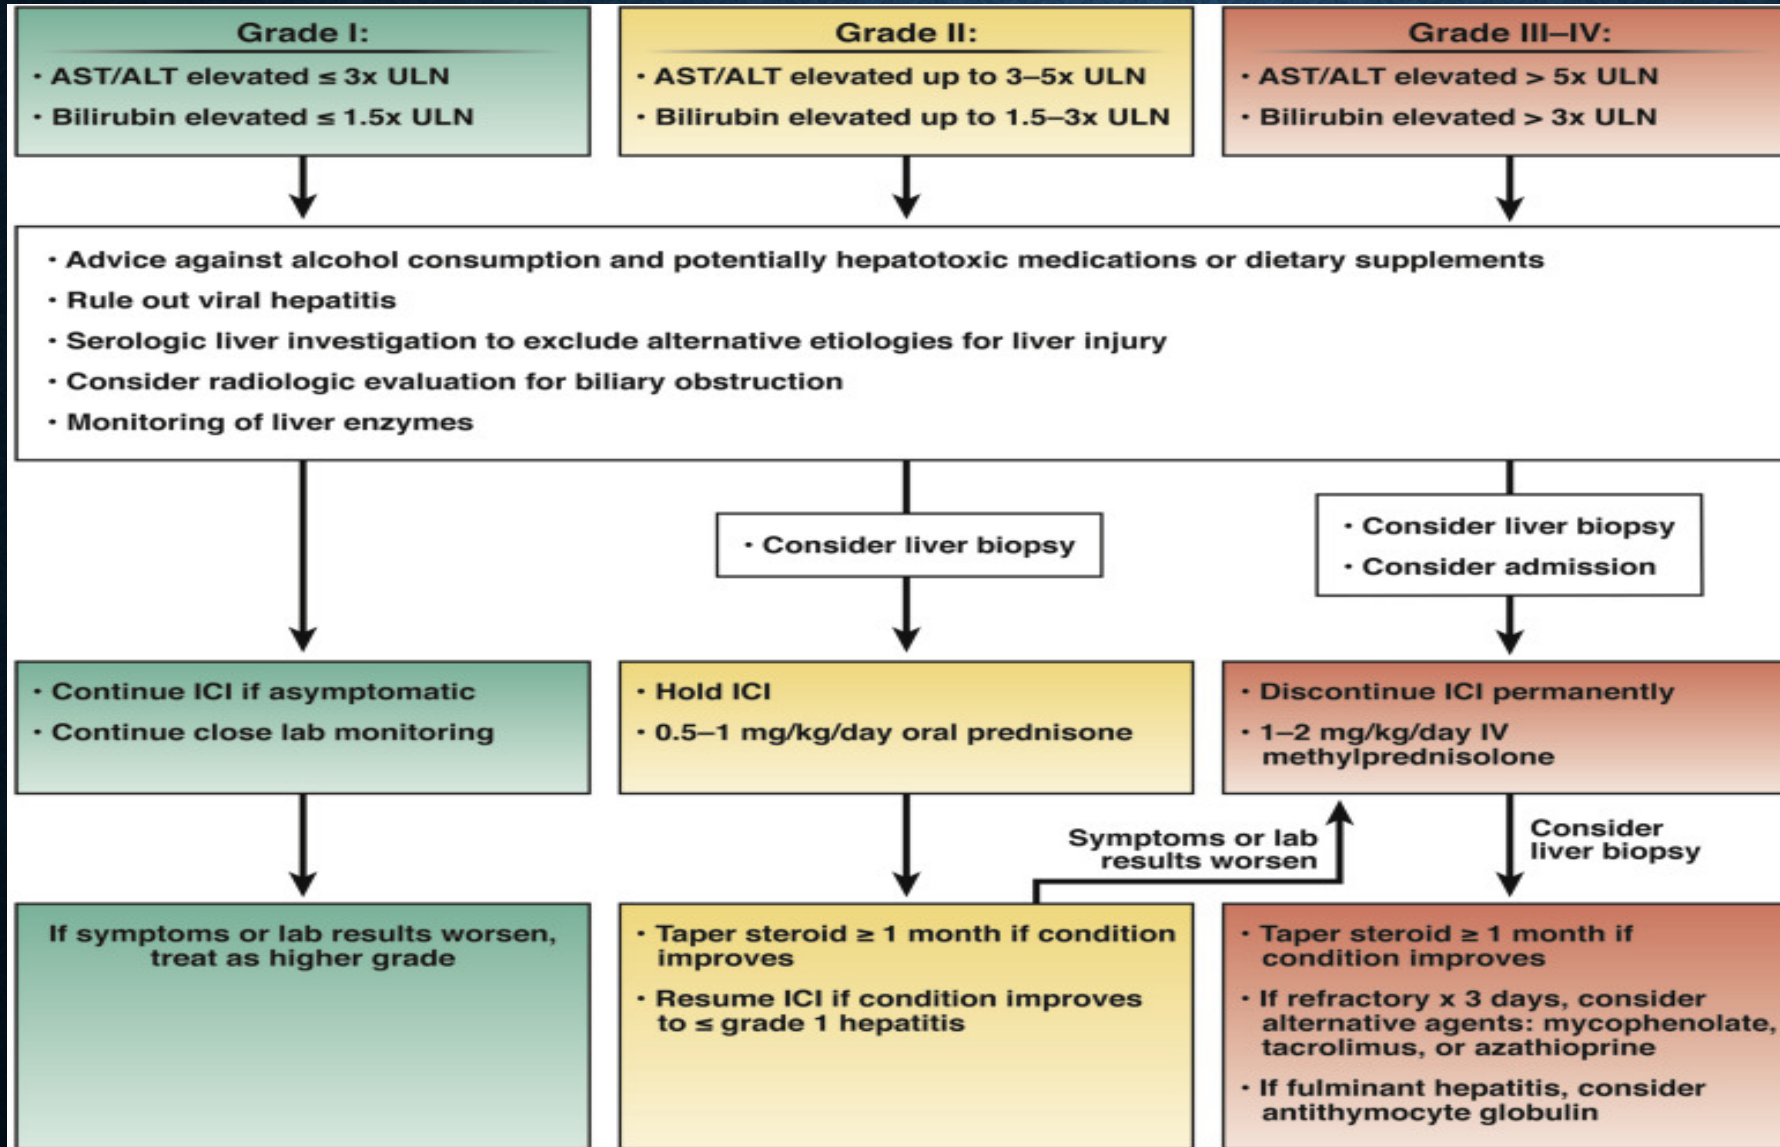 Grade I:
• AST/ALT elevated ≤ 3x ULN
• Bilirubin elevated ≤ 1.5x ULN
Grade II:
• AST/ALT elevated up to 3–5x ULN
• Bilirubin elevated up to 1.5–3x ULN
Grade III–IV:
• AST/ALT elevated > 5x ULN
• Bilirubin elevated > 3x ULN
• Advice against alcohol consumption and potentially hepatotoxic medications or dietary supplements
• Rule out viral hepatitis
• Serologic liver investigation to exclude alternative etiologies for liver injury
• Consider radiologic evaluation for biliary obstruction
• Monitoring of liver enzymes
• Consider liver biopsy
• Consider liver biopsy
• Consider admission
• Continue ICI if asymptomatic
• Continue close lab monitoring
• Hold ICI
• 0.5–1 mg/kg/day oral prednisone
• Discontinue ICI permanently
• 1–2 mg/kg/day IV
methylprednisolone
Symptoms or lab
results worsen
Consider
liver biopsy
If symptoms or lab results worsen,
treat as higher grade
• Taper steroid ≥ 1 month if condition
improves
• Resume ICI if condition improves
to ≤ grade 1 hepatitis
• Taper steroid ≥ 1 month if
condition improves
• If refractory x 3 days, consider
alternative agents: mycophenolate,
tacrolimus, or azathioprine
• If fulminant hepatitis, consider
antithymocyte globulin